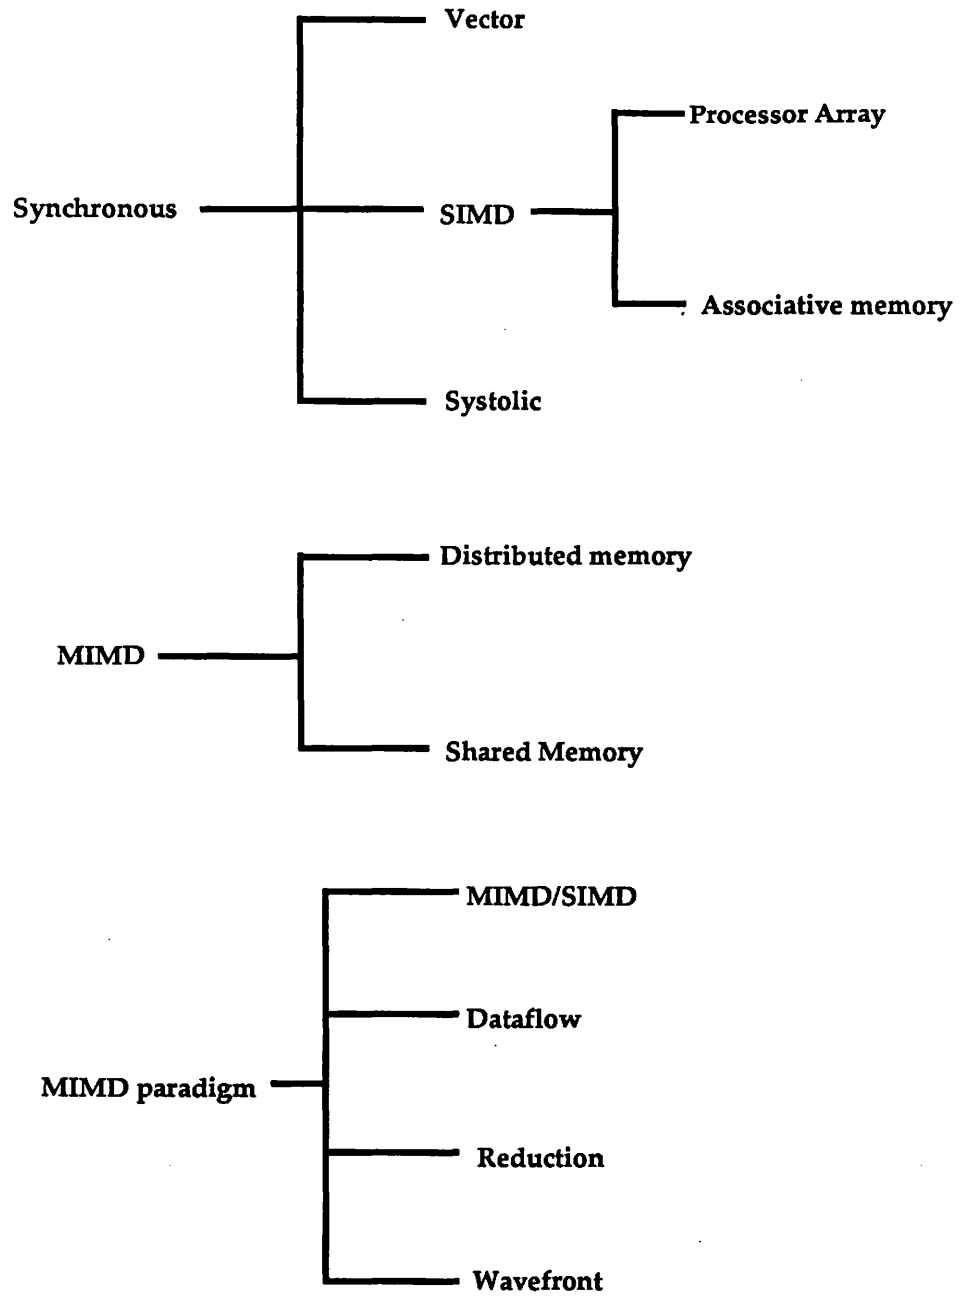 Vector
Processor Array
Synchronous
SIMD
Associative memory
Systolic
Distributed memory
MIMD
Shared Memory
MIMD/SIMD
Dataflow
MIMD paradigm
Reduction
Wavefront